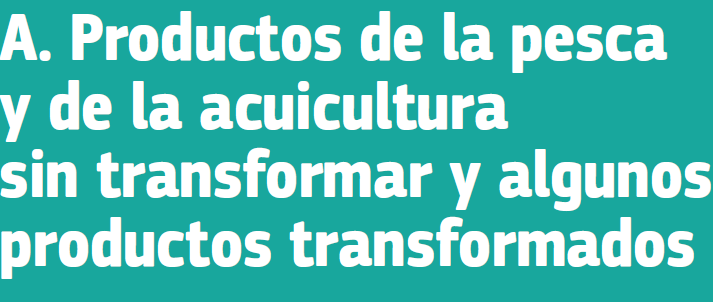 A. Productos de la pesca
y de la acuicultura
sin transformar y algunos
productos transformados